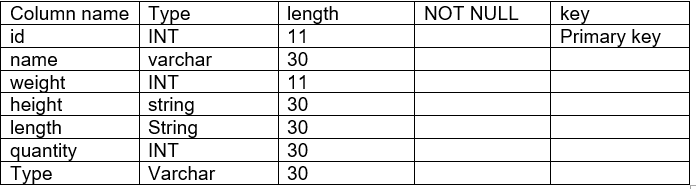 Column name Type length NOT NULL key
id INT 11 Primary key
name varchar 30
weight INT 11
height string 30
length String 30
quantity INT 30
Type Varchar 30